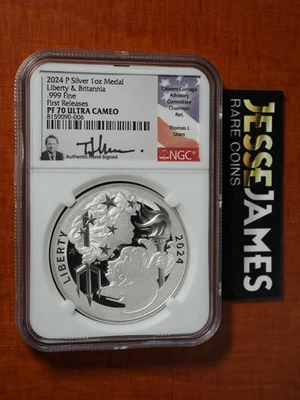 2024 P Silver 1oz Medal
Liberty & Britannia
.999 Fine
First Releases
PF 70 ULTRA CAMEO
8159090-006
Authentic Hand Signed
Citizens Coinage
Advisory
Committee
Chairman
Ret.
Thomas J.
Uram
NGC
LIBERTY
2024
JESSE JAMES
RARE COINS